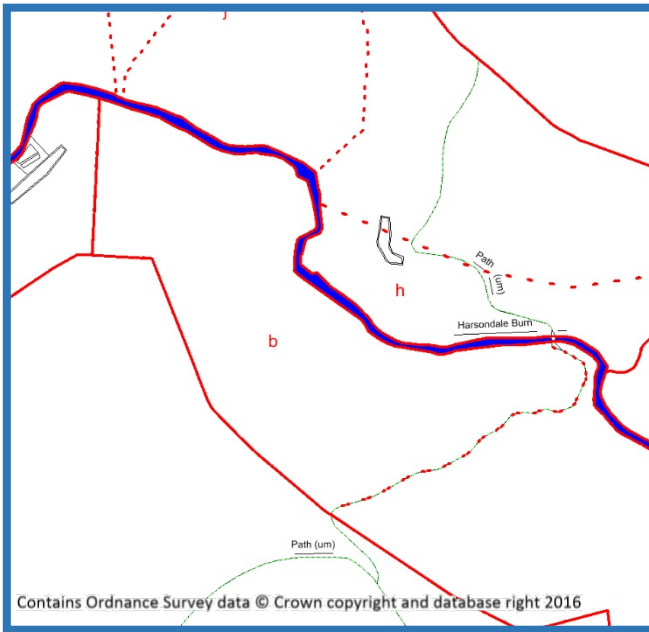 j
Path
(um)
h
Harsondale Burn
b
Path (um)
Contains Ordnance Survey data © Crown copyright and database right 2016